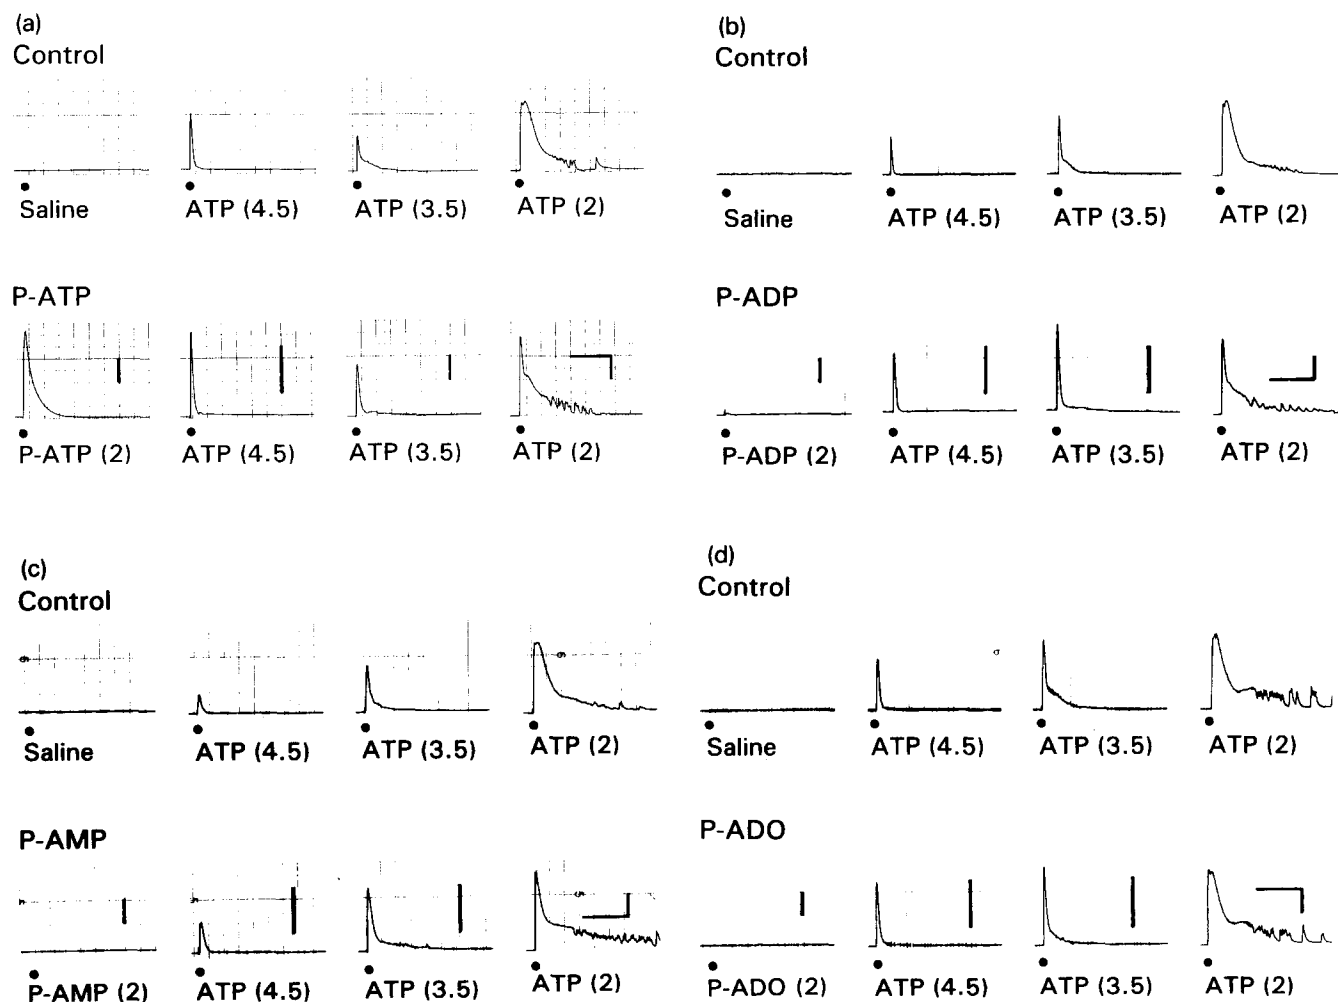 (a)
Control
Saline
ATP (4.5)
ATP (3.5)
ATP (2)
P-ATP
P-ATP (2)
ATP (4.5)
ATP (3.5)
ATP (2)
(b)
Control
Saline
ATP (4.5)
ATP (3.5)
ATP (2)
P-ADP
P-ADP (2)
ATP (4.5)
ATP (3.5)
ATP (2)
(c)
Control
Saline
ATP (4.5)
ATP (3.5)
ATP (2)
P-AMP
P-AMP (2)
ATP (4.5)
ATP (3.5)
ATP (2)
(d)
Control
Saline
ATP (4.5)
ATP (3.5)
ATP (2)
P-ADO
P-ADO (2)
ATP (4.5)
ATP (3.5)
ATP (2)